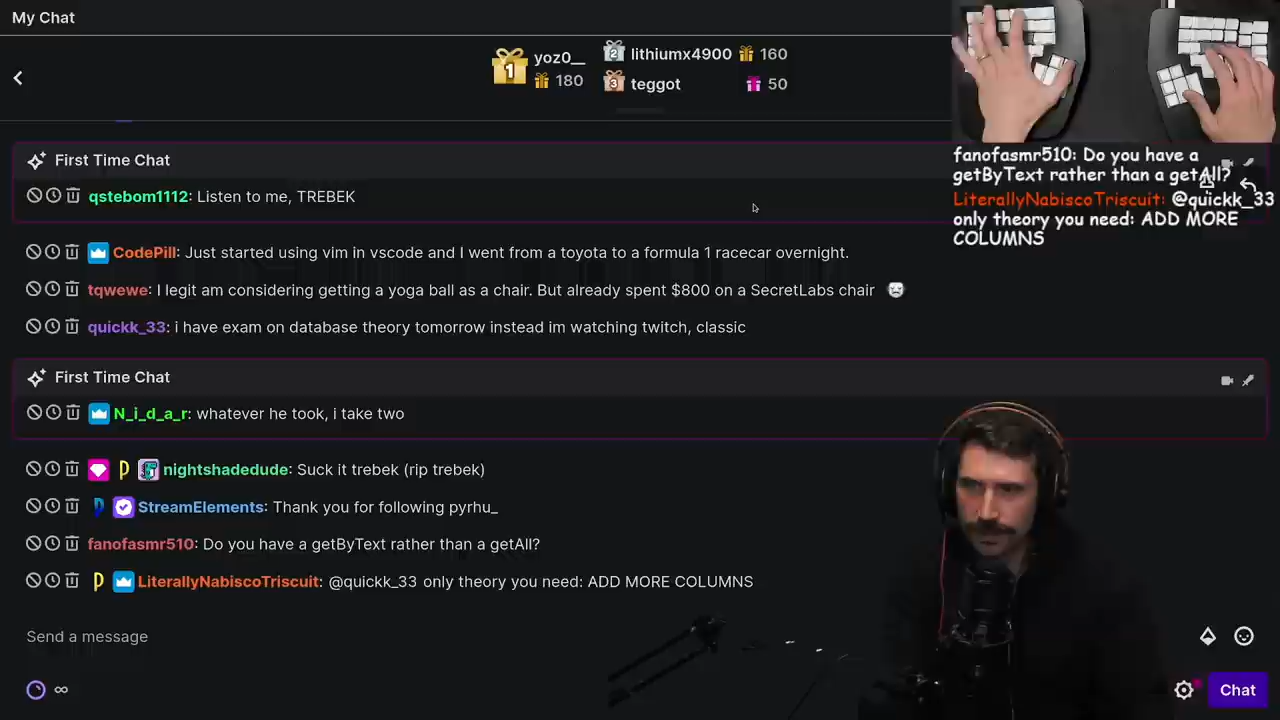 My Chat
1 yoz0__ 180
2 lithiumx4900 160
3 teggot 50
First Time Chat
qstebom1112: Listen to me, TREBEK
CodePill: Just started using vim in vscode and I went from a toyota to a formula 1 racecar overnight.
tqwewe: I legit am considering getting a yoga ball as a chair. But already spent $800 on a SecretLabs chair
quickk_33: i have exam on database theory tomorrow instead im watching twitch, classic
First Time Chat
N_i_d_a_r: whatever he took, i take two
nightshadedude: Suck it trebek (rip trebek)
StreamElements: Thank you for following pyrhu_
fanofasmr510: Do you have a getByText rather than a getAll?
LiterallyNabiscoTriscuit: @quickk_33 only theory you need: ADD MORE COLUMNS
Send a message
∞
Chat
fanofasmr510: Do you have a
getByText rather than a getAll?
LiterallyNabiscoTriscuit: @quickk_33
only theory you need: ADD MORE
COLUMNS